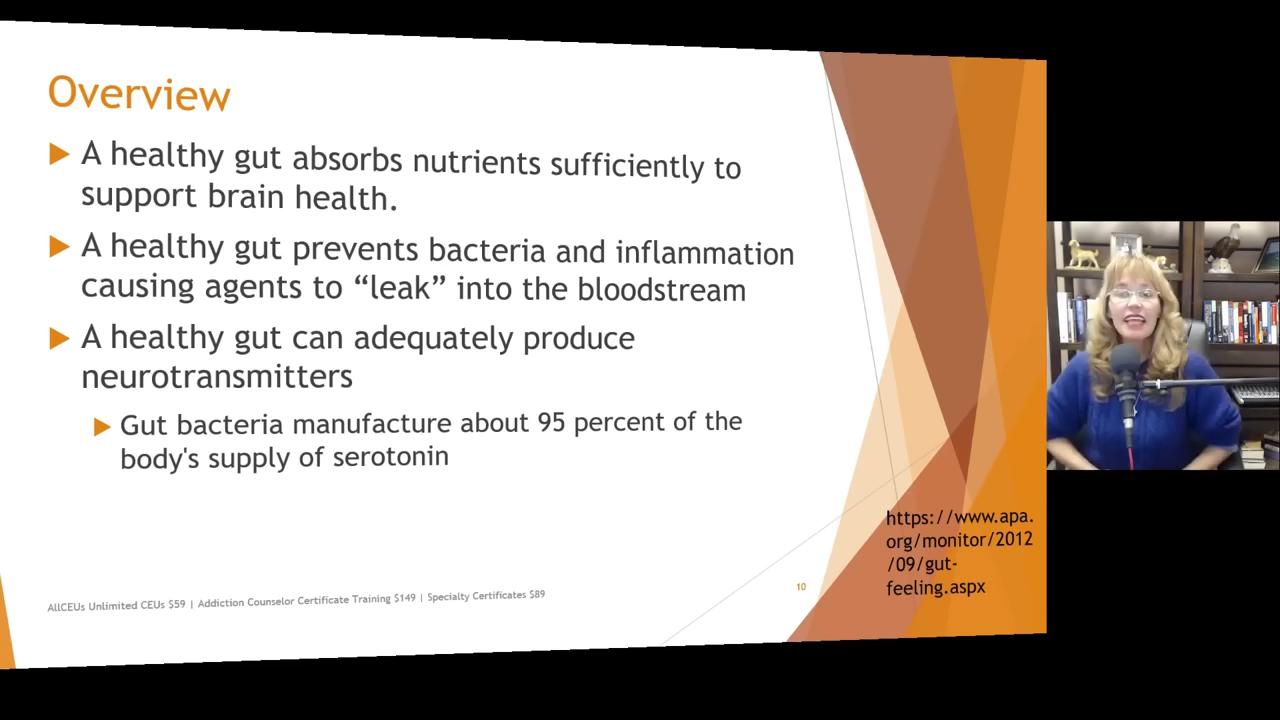 Overview
A healthy gut absorbs nutrients sufficiently to
support brain health.
A healthy gut prevents bacteria and inflammation
causing agents to “leak” into the bloodstream
A healthy gut can adequately produce
neurotransmitters
Gut bacteria manufacture about 95 percent of the
body's supply of serotonin
https://www.apa.
org/monitor/2012
/09/gut-
feeling.aspx
AllCEUs Unlimited CEUs $59 | Addiction Counselor Certificate Training $149 | Specialty Certificates $89
10